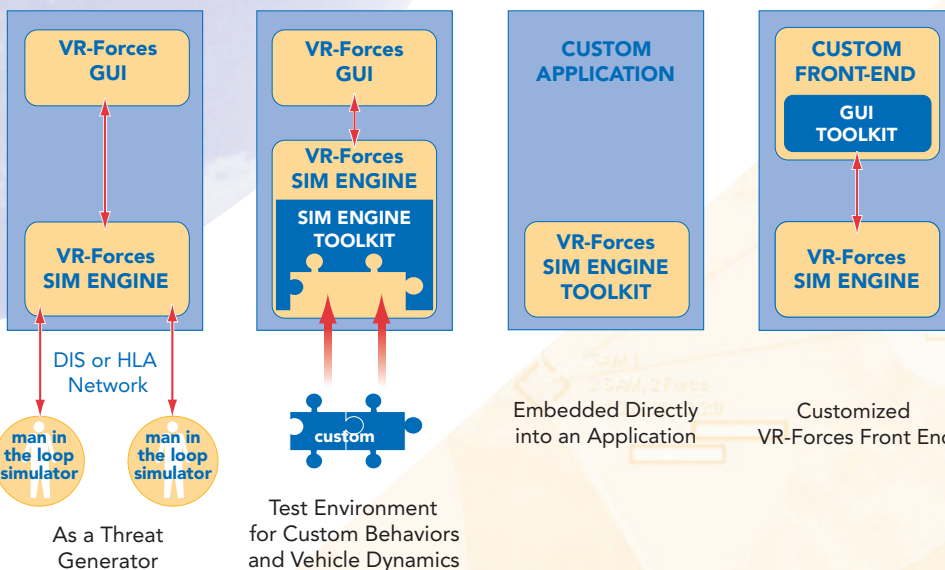 VR-Forces
GUI
VR-Forces
SIM ENGINE
DIS or HLA
Network
man in
the loop
simulator
man in
the loop
simulator
As a Threat
Generator
VR-Forces
GUI
VR-Forces
SIM ENGINE
SIM ENGINE
TOOLKIT
custom
Test Environment
for Custom Behaviors
and Vehicle Dynamics
CUSTOM
APPLICATION
VR-Forces
SIM ENGINE
TOOLKIT
Embedded Directly
into an Application
CUSTOM
FRONT-END
GUI
TOOLKIT
VR-Forces
SIM ENGINE
Customized
VR-Forces Front End